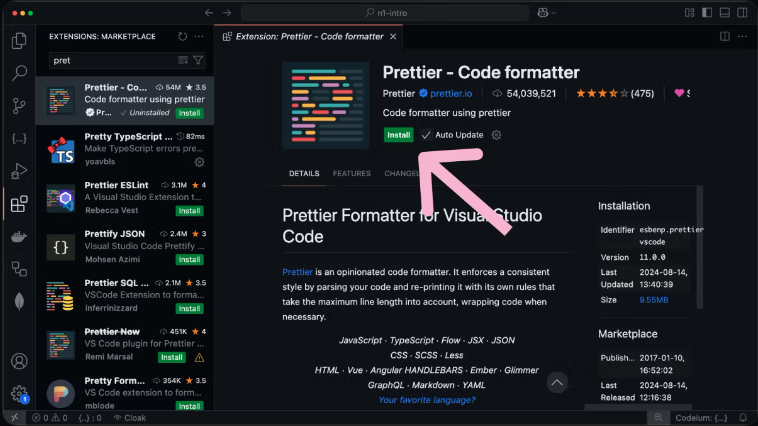 n1-intro
EXTENSIONS: MARKETPLACE
pret
Prettier - Co... 54M 3.5
Code formatter using prettier
Pr... Uninstalled Install
Pretty TypeScript ... 82ms
Make TypeScript errors pre...
yoavbls
Prettier ESLint 3.1M 4
A Visual Studio Extension t...
Rebecca Vest Install
Prettify JSON 2.4M 3
Visual Studio Code Prettify ...
Mohsen Azimi Install
Prettier SQL ... 2.1M 3.5
VSCode Extension to forma...
inferrinizzard Install
Prettier Now 451K 4
VS Code plugin for Prettier ...
Remi Marsal Install
Pretty Form... 354K 3.5
VS Code extension to forma...
mblode Install
Extension: Prettier - Code formatter
Prettier - Code formatter
Prettier prettier.io 54,039,521 (475)
Code formatter using prettier
Install Auto Update
DETAILS FEATURES CHANGEL
Prettier Formatter for Visual Studio
Code
Prettier is an opinionated code formatter. It enforces a consistent
style by parsing your code and re-printing it with its own rules that
take the maximum line length into account, wrapping code when
necessary.
JavaScript · TypeScript · Flow · JSX · JSON
CSS · SCSS · Less
HTML · Vue · Angular HANDLEBARS · Ember · Glimmer
GraphQL · Markdown · YAML
Your favorite language?
Installation
Identifier esbenp.prettier
vscode
Version 11.0.0
Last 2024-08-14,
Updated 13:40:39
Size 9.55MB
Marketplace
Publish... 2017-01-10,
16:52:02
Last 2024-08-14,
Released 12:16:38
0 0 {..} : 0 Cloak
Codeium: {...}